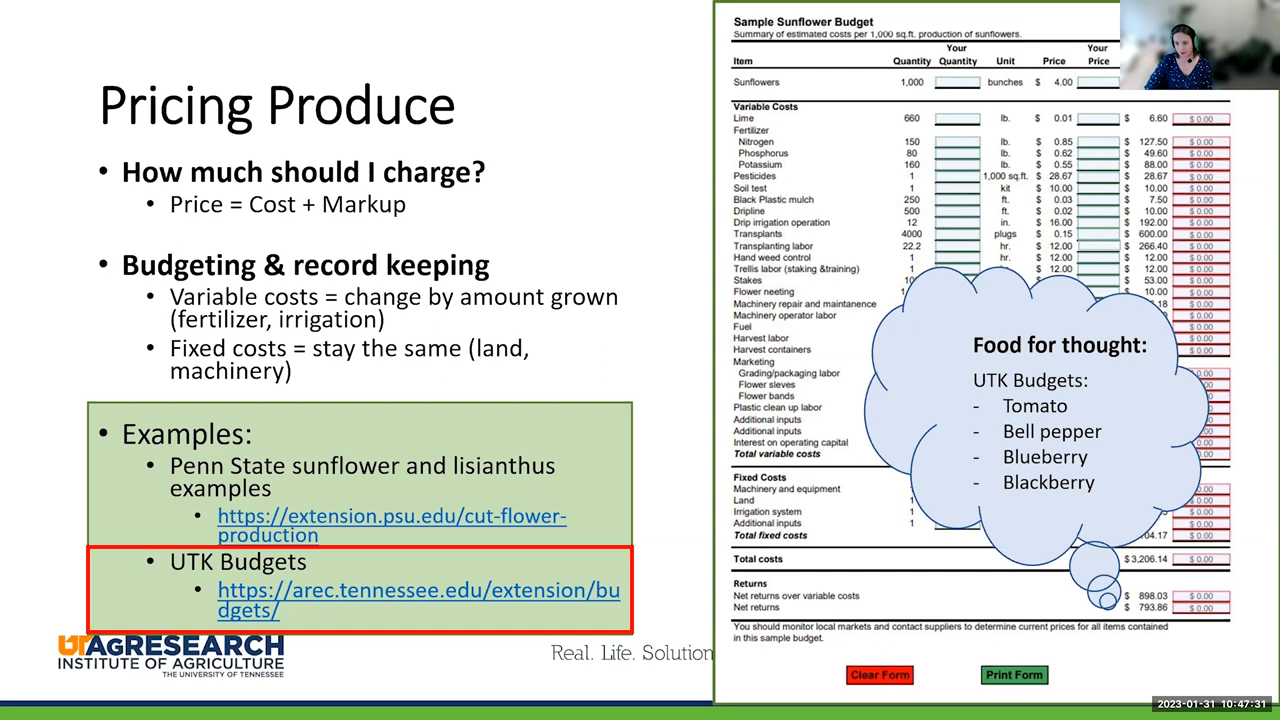 Pricing Produce
• How much should I charge?
• Price = Cost + Markup
• Budgeting & record keeping
• Variable costs = change by amount grown
(fertilizer, irrigation)
• Fixed costs = stay the same (land,
machinery)
• Examples:
• Penn State sunflower and lisianthus
examples
• https://extension.psu.edu/cut-flower-
production
• UTK Budgets
• https://arec.tennessee.edu/extension/bu
dgets/
UTAGRESEARCH
INSTITUTE OF AGRICULTURE
THE UNIVERSITY OF TENNESSEE
Real. Life. Solution
Sample Sunflower Budget
Summary of estimated costs per 1,000 sq.ft. production of sunflowers.
Your Your
Item Quantity Quantity Unit Price Price
Sunflowers 1,000 bunches $ 4.00
Variable Costs
Lime 660 lb. $ 0.01 $ 6.60 $ 0.00
Fertilizer
Nitrogen 150 lb. $ 0.85 $ 127.50 $ 0.00
Phosphorus 80 lb. $ 0.62 $ 49.60 $ 0.00
Potassium 160 lb. $ 0.55 $ 88.00 $ 0.00
Pesticides 1 1,000 sq.ft. $ 28.67 $ 28.67 $ 0.00
Soil test 1 kit $ 10.00 $ 10.00 $ 0.00
Black Plastic mulch 250 ft. $ 0.03 $ 7.50 $ 0.00
Dripline 500 ft. $ 0.02 $ 10.00 $ 0.00
Drip irrigation operation 12 in. $ 16.00 $ 192.00 $ 0.00
Transplants 4000 plugs $ 0.15 $ 600.00 $ 0.00
Transplanting labor 22.2 hr. $ 12.00 $ 266.40 $ 0.00
Hand weed control 1 hr. $ 12.00 $ 12.00 $ 0.00
Trellis labor (staking &training) 1 $ 12.00 $ 12.00 $ 0.00
Stakes $ 53.00 $ 0.00
Flower neeting $ 10.00 $ 0.00
Machinery repair and maintanence .18 $ 0.00
Machinery operator labor $ 0.00
Fuel $ 0.00
Harvest labor $ 0.00
Harvest containers $ 0.00
Marketing
Grading/packaging labor 0.00
Flower sleves
Flower bands
Plastic clean up labor
Additional inputs
Additional inputs
Interest on operating capital
Total variable costs
Fixed Costs
Machinery and equipment
Land 1
Irrigation system 1
Additional inputs 1
Total fixed costs 04.17 $ 0.00
Total costs $ 3,206.14 $ 0.00
Returns
Net returns over variable costs $ 898.03 $ 0.00
Net returns $ 793.86 $ 0.00
You should monitor local markets and contact suppliers to determine current prices for all items contained
in this sample budget.
Clear Form Print Form
Food for thought:
UTK Budgets:
- Tomato
- Bell pepper
- Blueberry
- Blackberry
2023-01-31 10:47:31